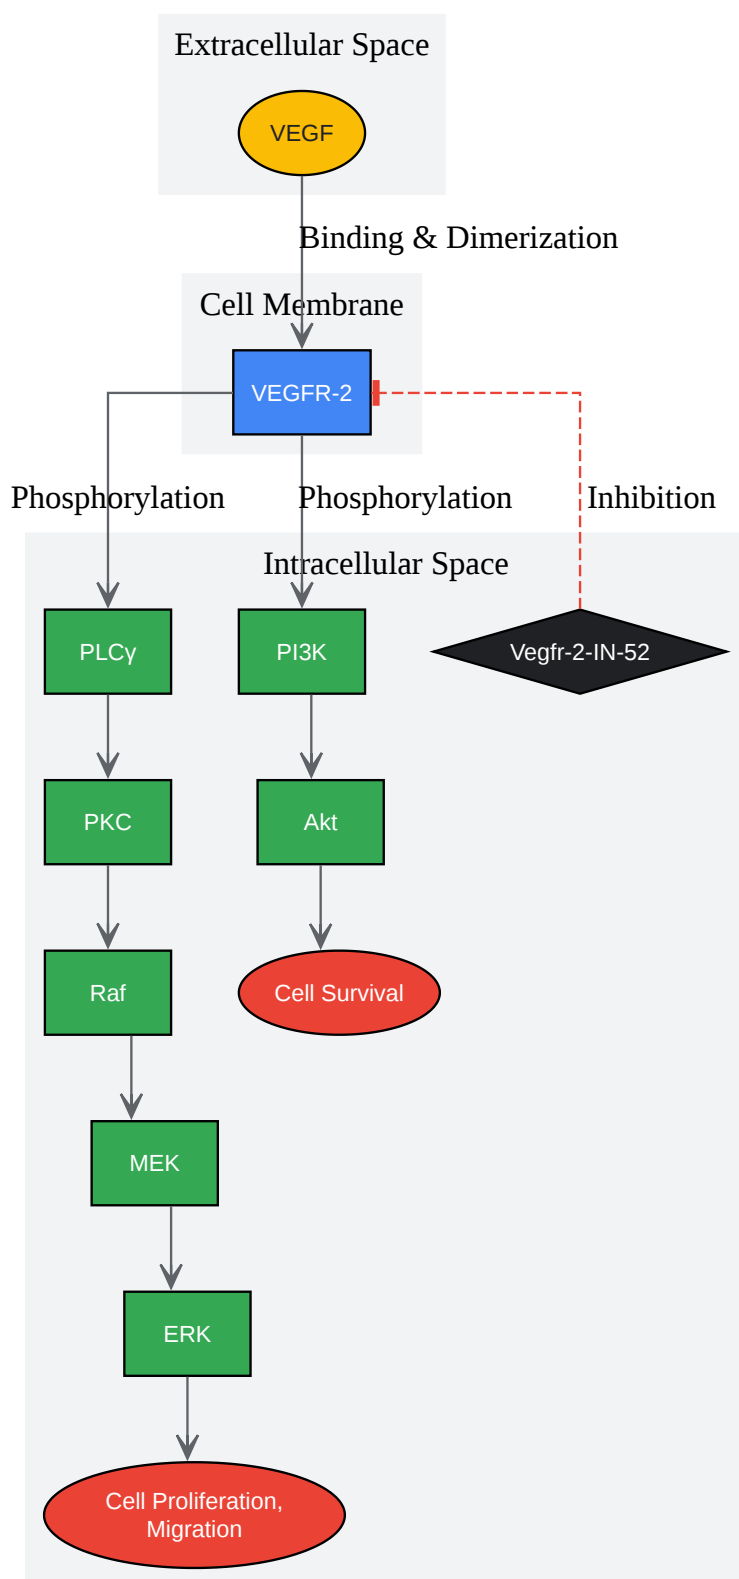 Extracellular Space
VEGF
Binding & Dimerization
Cell Membrane
VEGFR-2
Phosphorylation
Phosphorylation
Inhibition
Intracellular Space
PLCγ
PI3K
Vegfr-2-IN-52
PKC
Akt
Raf
Cell Survival
MEK
ERK
Cell Proliferation,
Migration